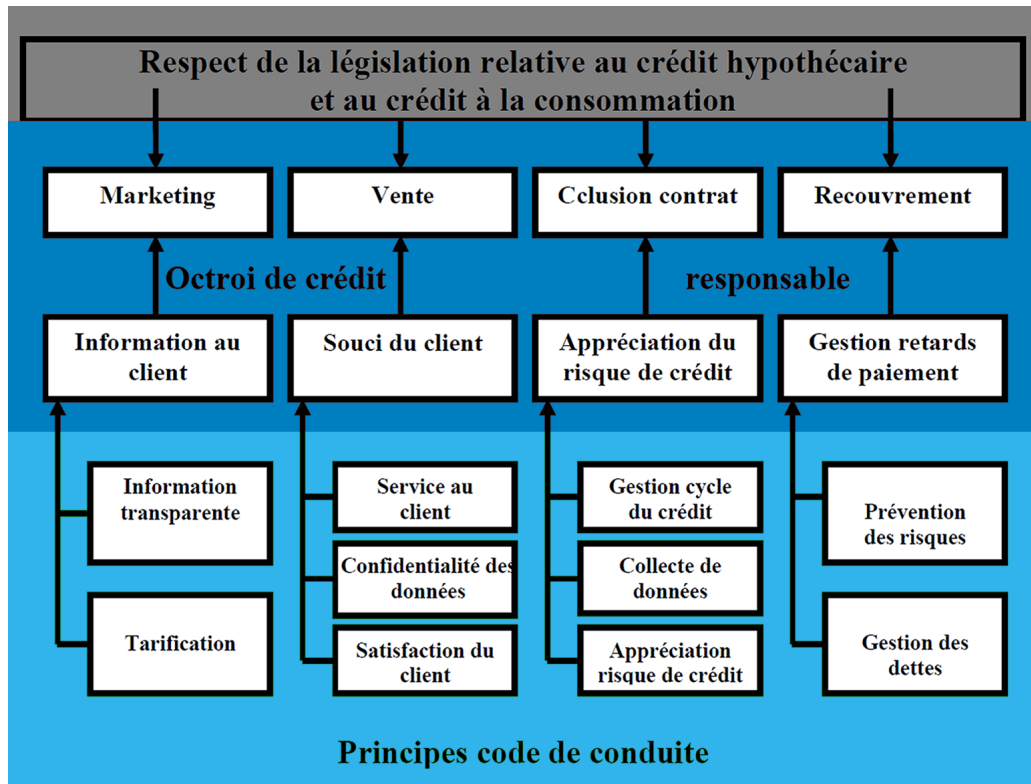 Respect de la législation relative au crédit hypothécaire
et au crédit à la consommation
Marketing
Vente
Cclusion contrat
Recouvrement
Octroi de crédit
responsable
Information au
client
Souci du client
Appréciation du
risque de crédit
Gestion retards
de paiement
Information
transparente
Tarification
Service au
client
Confidentialité des
données
Satisfaction du
client
Gestion cycle
du crédit
Collecte de
données
Appréciation
risque de crédit
Prévention
des risques
Gestion des
dettes
Principes code de conduite